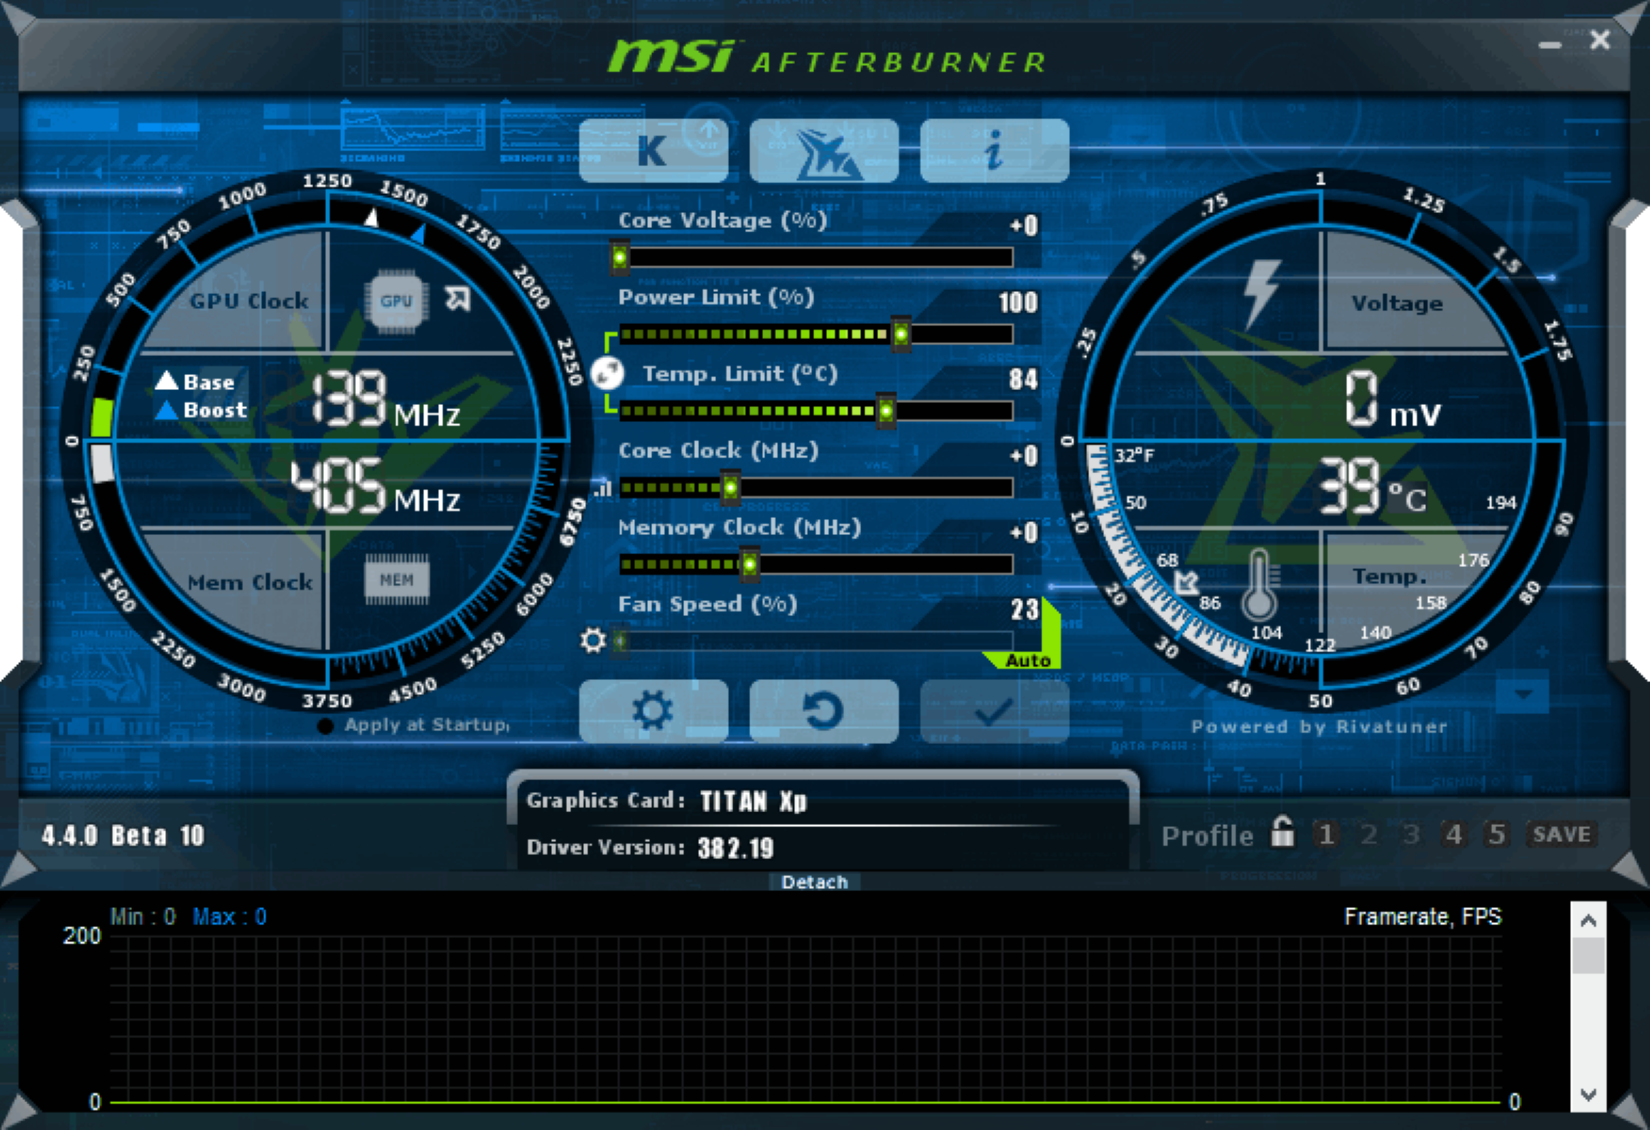 msi AFTERBURNER
K
i
Core Voltage (%) +0
Power Limit (%) 100
Temp. Limit (°C) 84
Core Clock (MHz) +0
Memory Clock (MHz) +0
Fan Speed (%) 23
Auto
0
250
500
750
1000
1250
1500
1750
2000
2250
GPU Clock
GPU
Base
Boost
139 MHz
405 MHz
Mem Clock
MEM
750
1500
2250
3000
3750
4500
5250
6000
6750
Apply at Startup
0
.25
.5
.75
1
1.25
1.5
1.75
Voltage
0 mV
39 °C
Temp.
32°F
50
68
86
104
122
140
158
176
194
10
20
30
40
50
60
70
80
90
Powered by Rivatuner
4.4.0 Beta 10
Graphics Card: TITAN Xp
Driver Version: 382.19
Profile 1 2 3 4 5 SAVE
Detach
Min : 0 Max : 0 Framerate, FPS
200
0 0